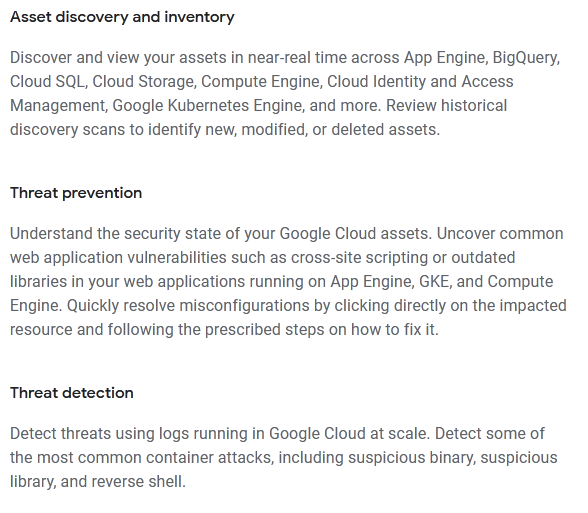 Asset discovery and inventory
Discover and view your assets in near-real time across App Engine, BigQuery,
Cloud SQL, Cloud Storage, Compute Engine, Cloud Identity and Access
Management, Google Kubernetes Engine, and more. Review historical
discovery scans to identify new, modified, or deleted assets.
Threat prevention
Understand the security state of your Google Cloud assets. Uncover common
web application vulnerabilities such as cross-site scripting or outdated
libraries in your web applications running on App Engine, GKE, and Compute
Engine. Quickly resolve misconfigurations by clicking directly on the impacted
resource and following the prescribed steps on how to fix it.
Threat detection
Detect threats using logs running in Google Cloud at scale. Detect some of
the most common container attacks, including suspicious binary, suspicious
library, and reverse shell.